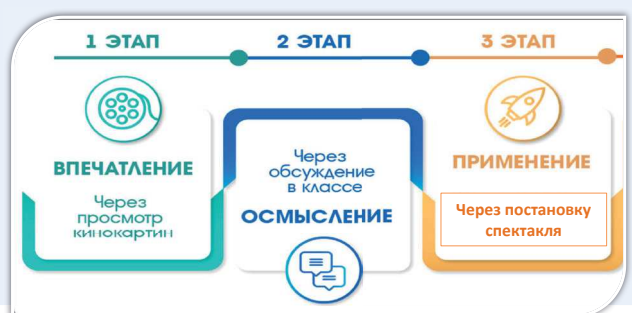 1 ЭТАП
2 ЭТАП
3 ЭТАП
ВПЕЧАТЛЕНИЕ
Через
просмотр
кинокартин
Через
обсуждение
в классе
ОСМЫСЛЕНИЕ
ПРИМЕНЕНИЕ
Через постановку
спектакля